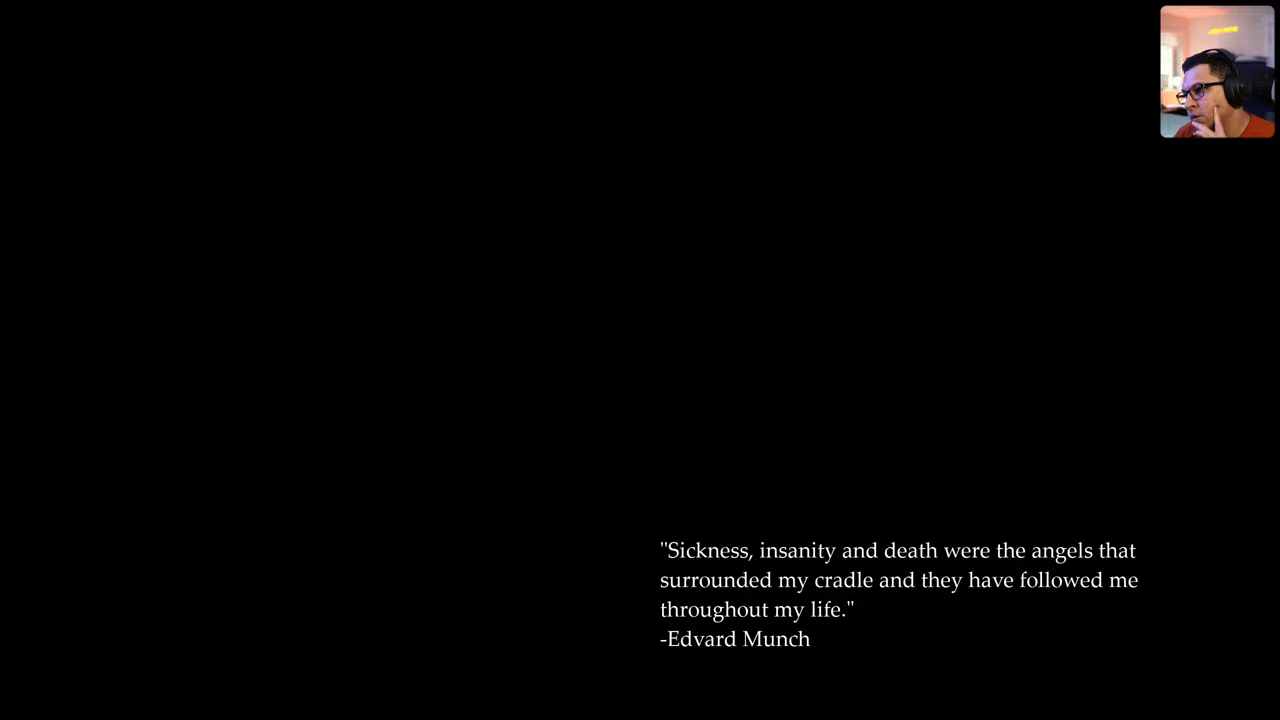 "Sickness, insanity and death were the angels that
surrounded my cradle and they have followed me
throughout my life."
-Edvard Munch